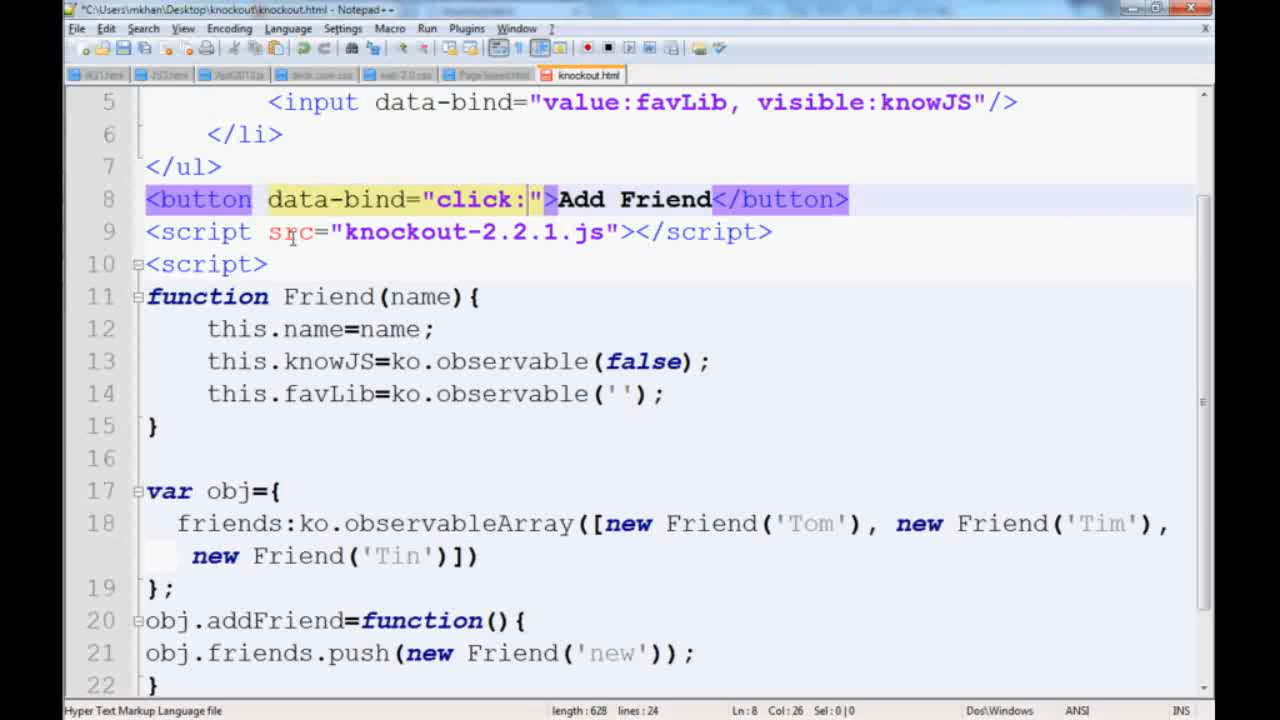 *C:\Users\mkhan\Desktop\knockout\knockout.html - Notepad++
File Edit Search View Encoding Language Settings Macro Run Plugins Window ? X
knockout.html
5 <input data-bind="value:favLib, visible:knowJS"/>
6 </li>
7 </ul>
8 <button data-bind="click:">Add Friend</button>
9 <script src="knockout-2.2.1.js"></script>
10 <script>
11 function Friend(name){
12 this.name=name;
13 this.knowJS=ko.observable(false);
14 this.favLib=ko.observable('');
15 }
16
17 var obj={
18 friends:ko.observableArray([new Friend('Tom'), new Friend('Tim'),
new Friend('Tin')])
19 };
20 obj.addFriend=function(){
21 obj.friends.push(new Friend('new'));
22 }
Hyper Text Markup Language file length : 628 lines : 24 Ln : 8 Col : 26 Sel : 0 | 0 Dos\Windows ANSI INS